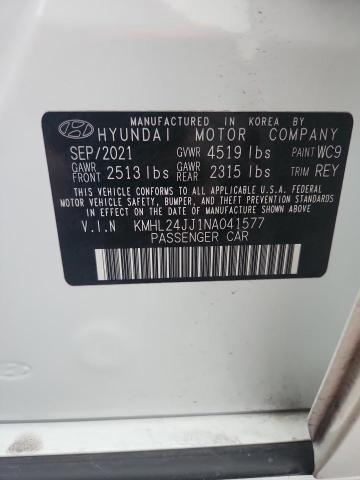 MANUFACTURED IN KOREA BY
HYUNDAI MOTOR COMPANY
SEP/2021 GVWR 4519 lbs PAINT WC9
GAWR FRONT 2513 lbs GAWR REAR 2315 lbs TRIM REY
THIS VEHICLE CONFORMS TO ALL APPLICABLE U.S.A. FEDERAL
MOTOR VEHICLE SAFETY, BUMPER, AND THEFT PREVENTION
STANDARDS IN EFFECT ON THE DATE OF MANUFACTURE SHOWN ABOVE.
V.I.N KMHL24JJ1NA041577
PASSENGER CAR